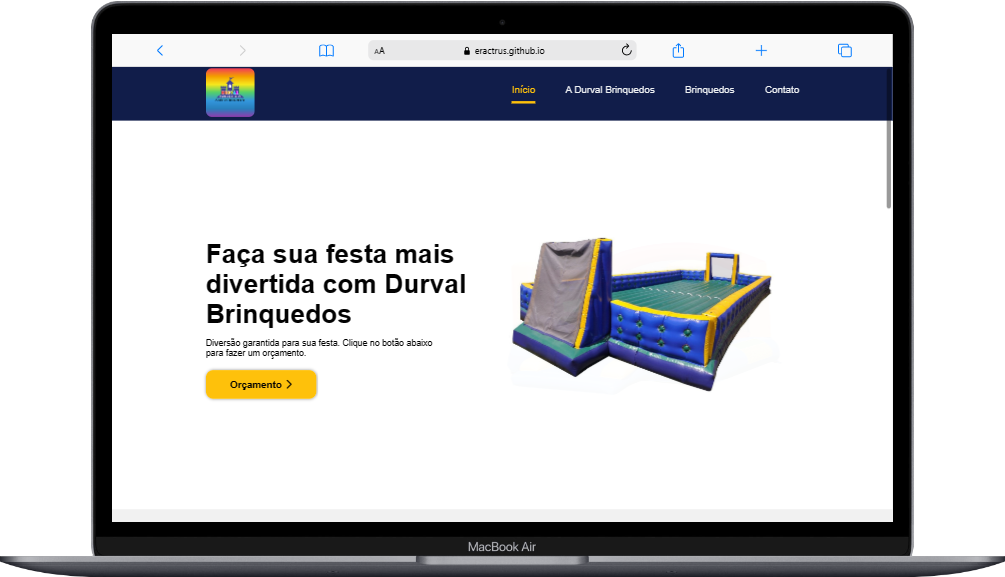 AA
eractrus.github.io
Início
A Durval Brinquedos
Brinquedos
Contato
Faça sua festa mais
divertida com Durval
Brinquedos
Diversão garantida para sua festa. Clique no botão abaixo
para fazer um orçamento.
Orçamento
MacBook Air